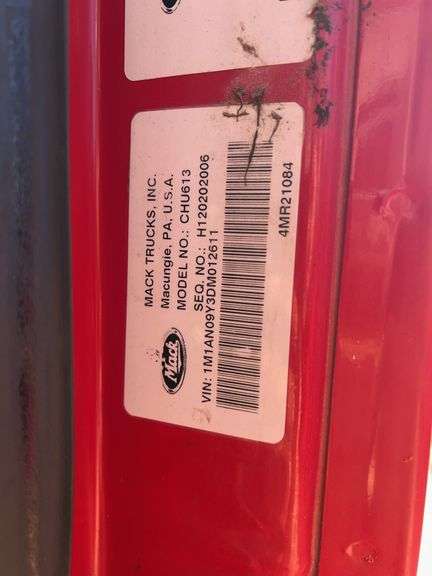 MACK TRUCKS, INC.
Macungie, PA, U.S.A.
MODEL NO.: CHU613
SEQ. NO.: H120202006
Mack
VIN: 1M1AN09Y3DM012611
4MR21084